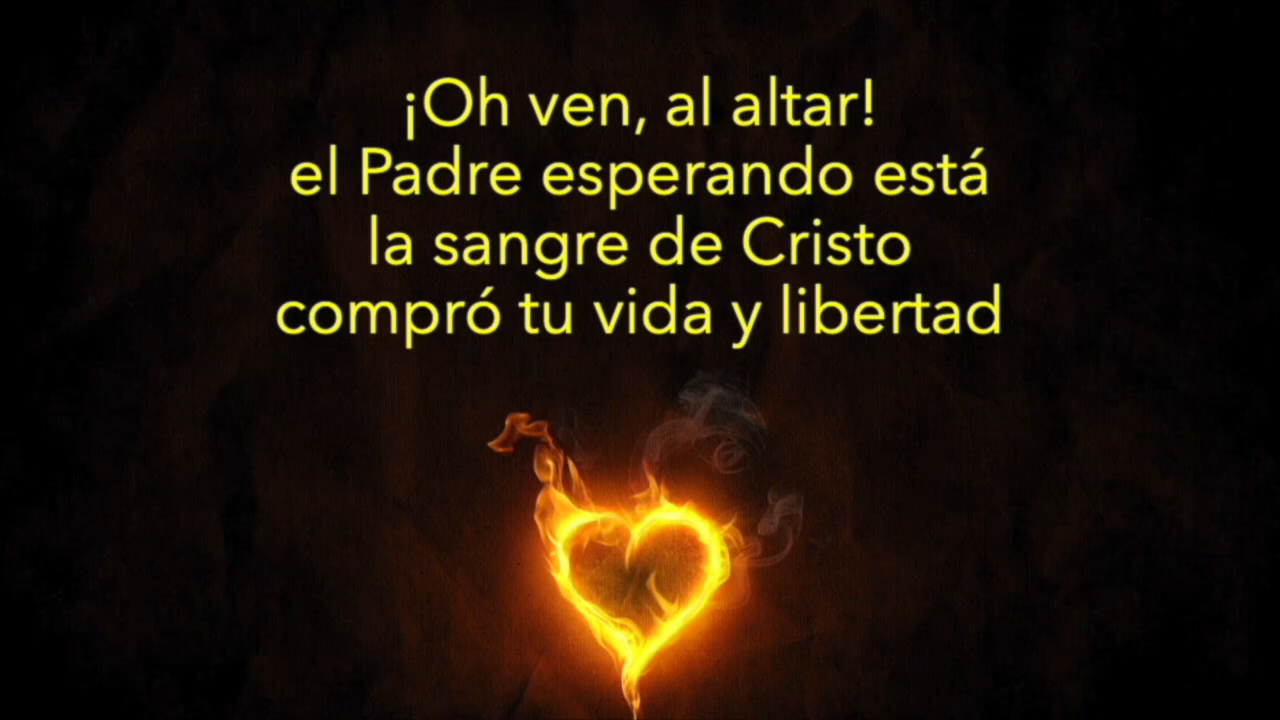 ¡Oh ven, al altar!
el Padre esperando está
la sangre de Cristo
compró tu vida y libertad